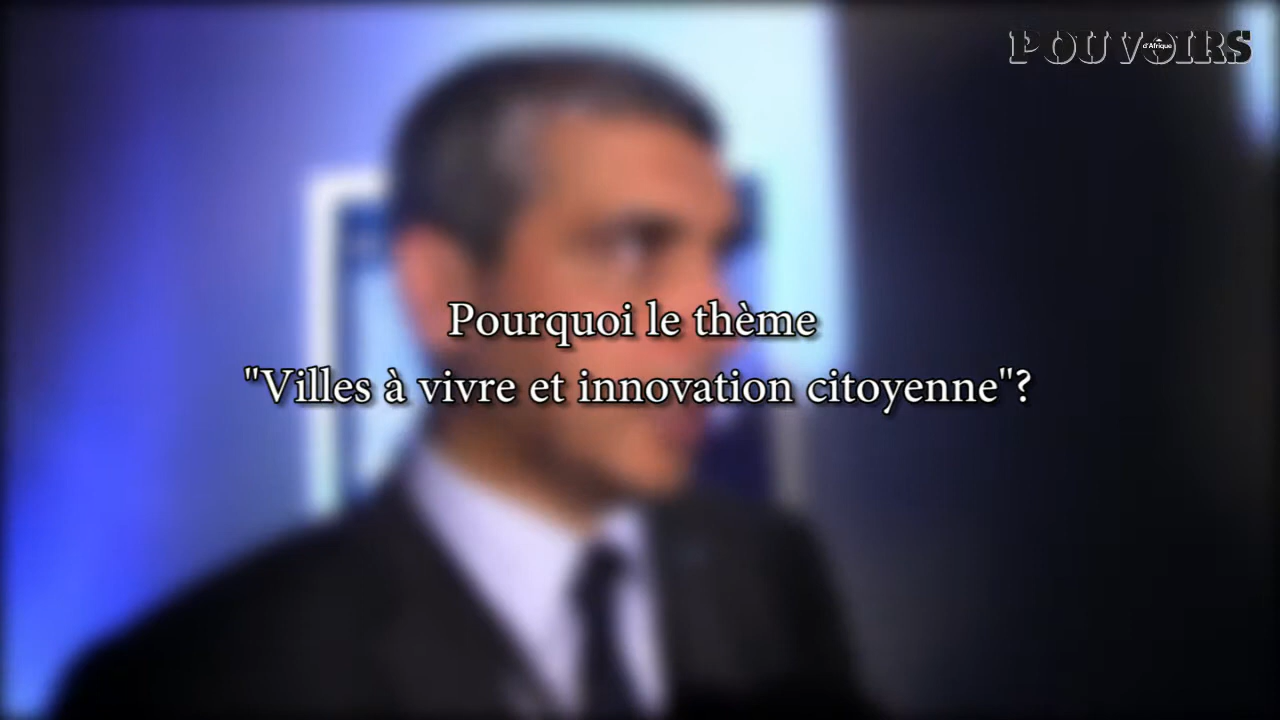 POUVOIRS
d'Afrique
Pourquoi le thème
"Villes à vivre et innovation citoyenne"?